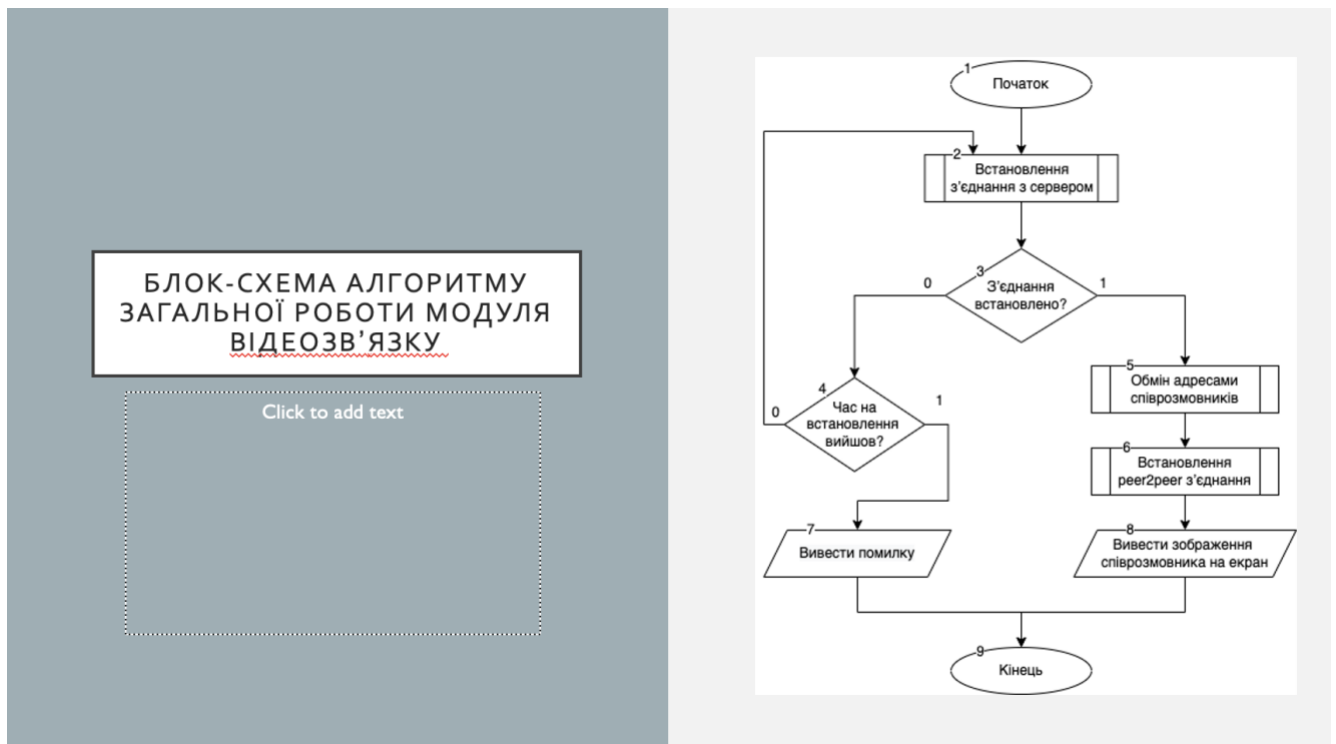 БЛОК-СХЕМА АЛГОРИТМУ
ЗАГАЛЬНОЇ РОБОТИ МОДУЛЯ
ВІДЕОЗВ'ЯЗКУ
Click to add text
1
Початок
2
Встановлення
з'єднання з сервером
3
З'єднання
встановлено?
0
1
4
Час на
встановлення
вийшов?
0
1
5
Обмін адресами
співрозмовників
6
Встановлення
peer2peer з'єднання
7
Вивести помилку
8
Вивести зображення
співрозмовника на екран
9
Кінець